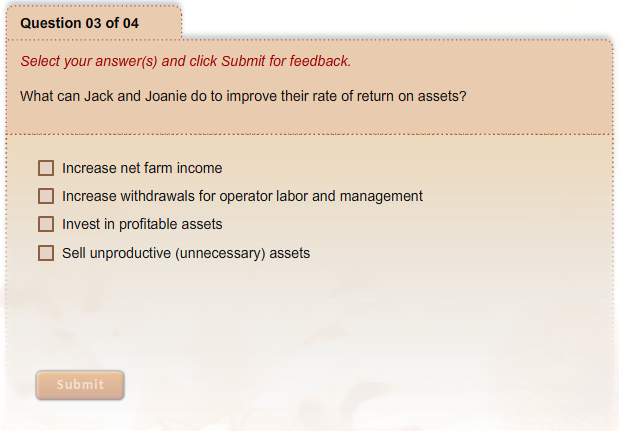 Question 03 of 04
Select your answer(s) and click Submit for feedback.
What can Jack and Joanie do to improve their rate of return on assets?
Increase net farm income
Increase withdrawals for operator labor and management
Invest in profitable assets
Sell unproductive (unnecessary) assets
Submit